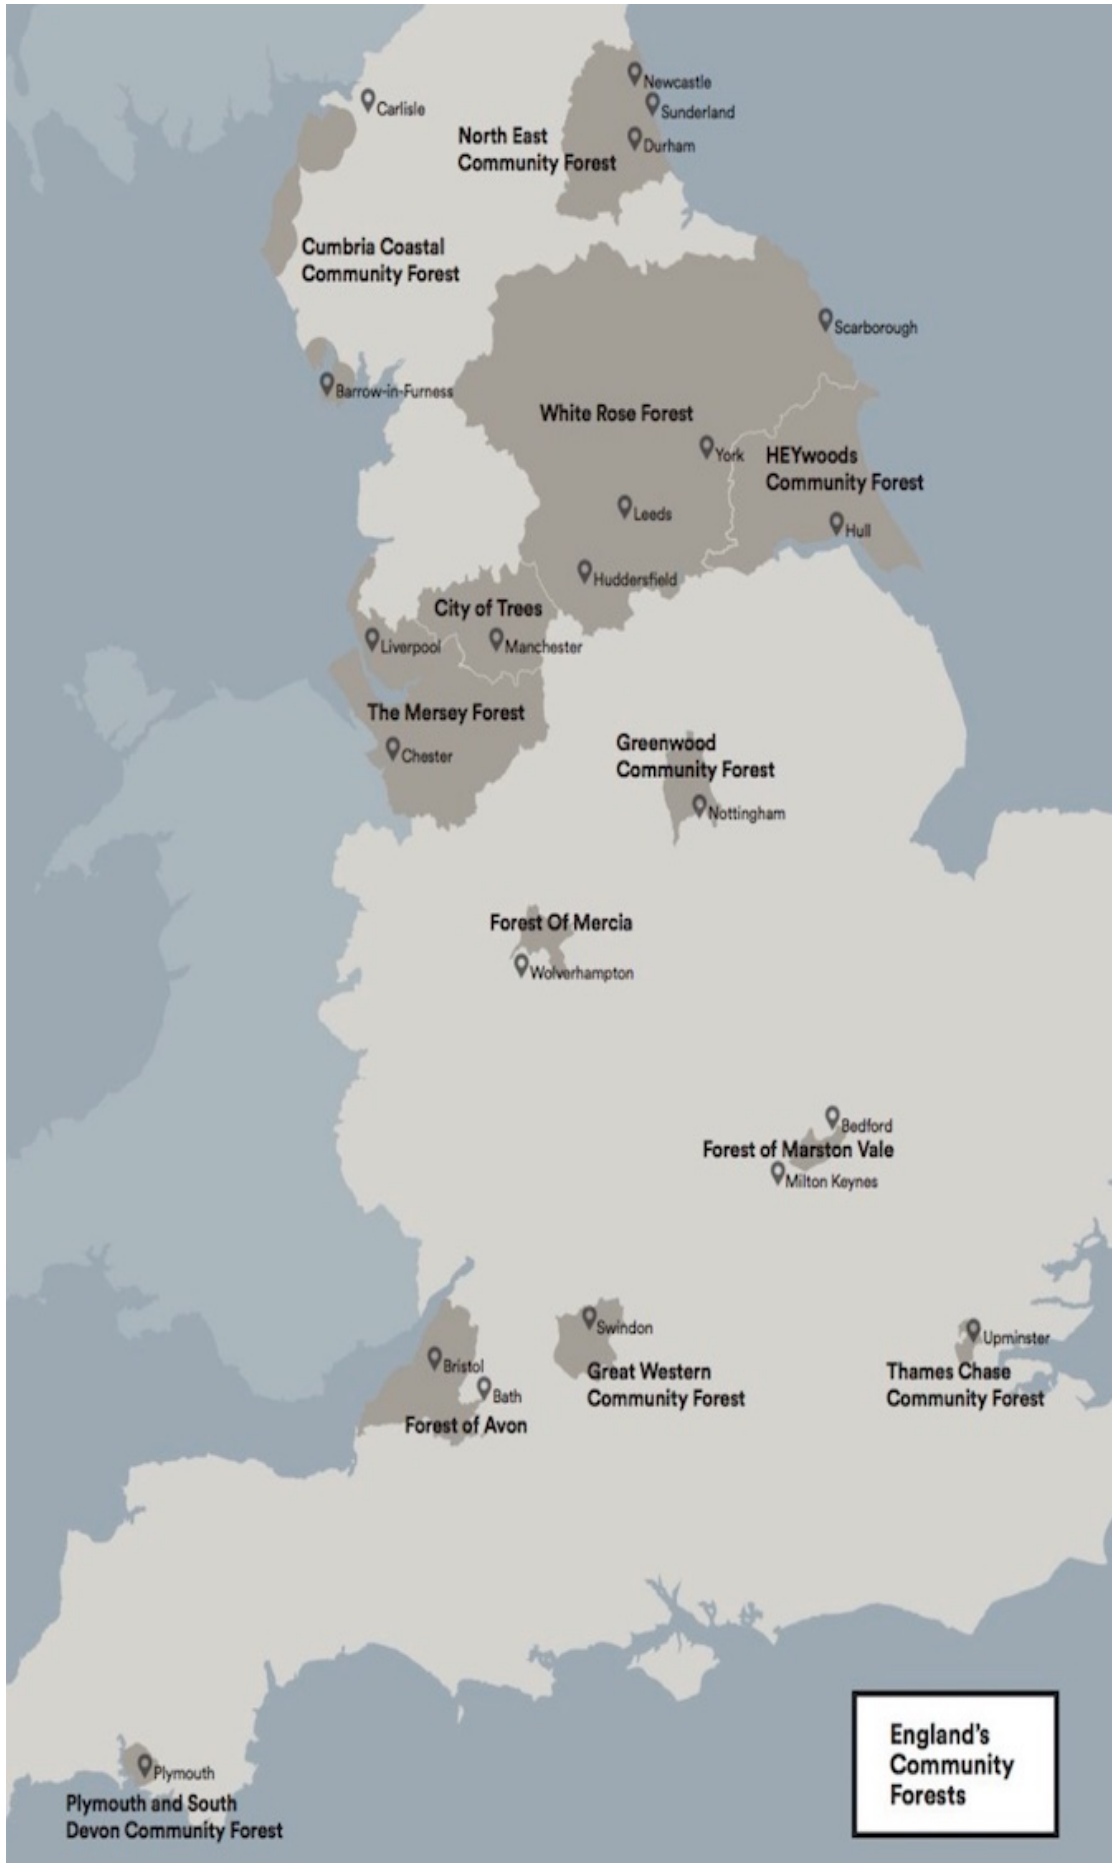 Newcastle
Carlisle
Sunderland
North East
Community Forest
Durham
Cumbria Coastal
Community Forest
Scarborough
Barrow-in-Furness
White Rose Forest
York
HEYwoods
Community Forest
Leeds
Hull
Huddersfield
City of Trees
Liverpool
Manchester
The Mersey Forest
Chester
Greenwood
Community Forest
Nottingham
Forest Of Mercia
Wolverhampton
Bedford
Forest of Marston Vale
Milton Keynes
Swindon
Upminster
Bristol
Bath
Great Western
Community Forest
Thames Chase
Community Forest
Forest of Avon
England's
Community
Forests
Plymouth
Plymouth and South
Devon Community Forest